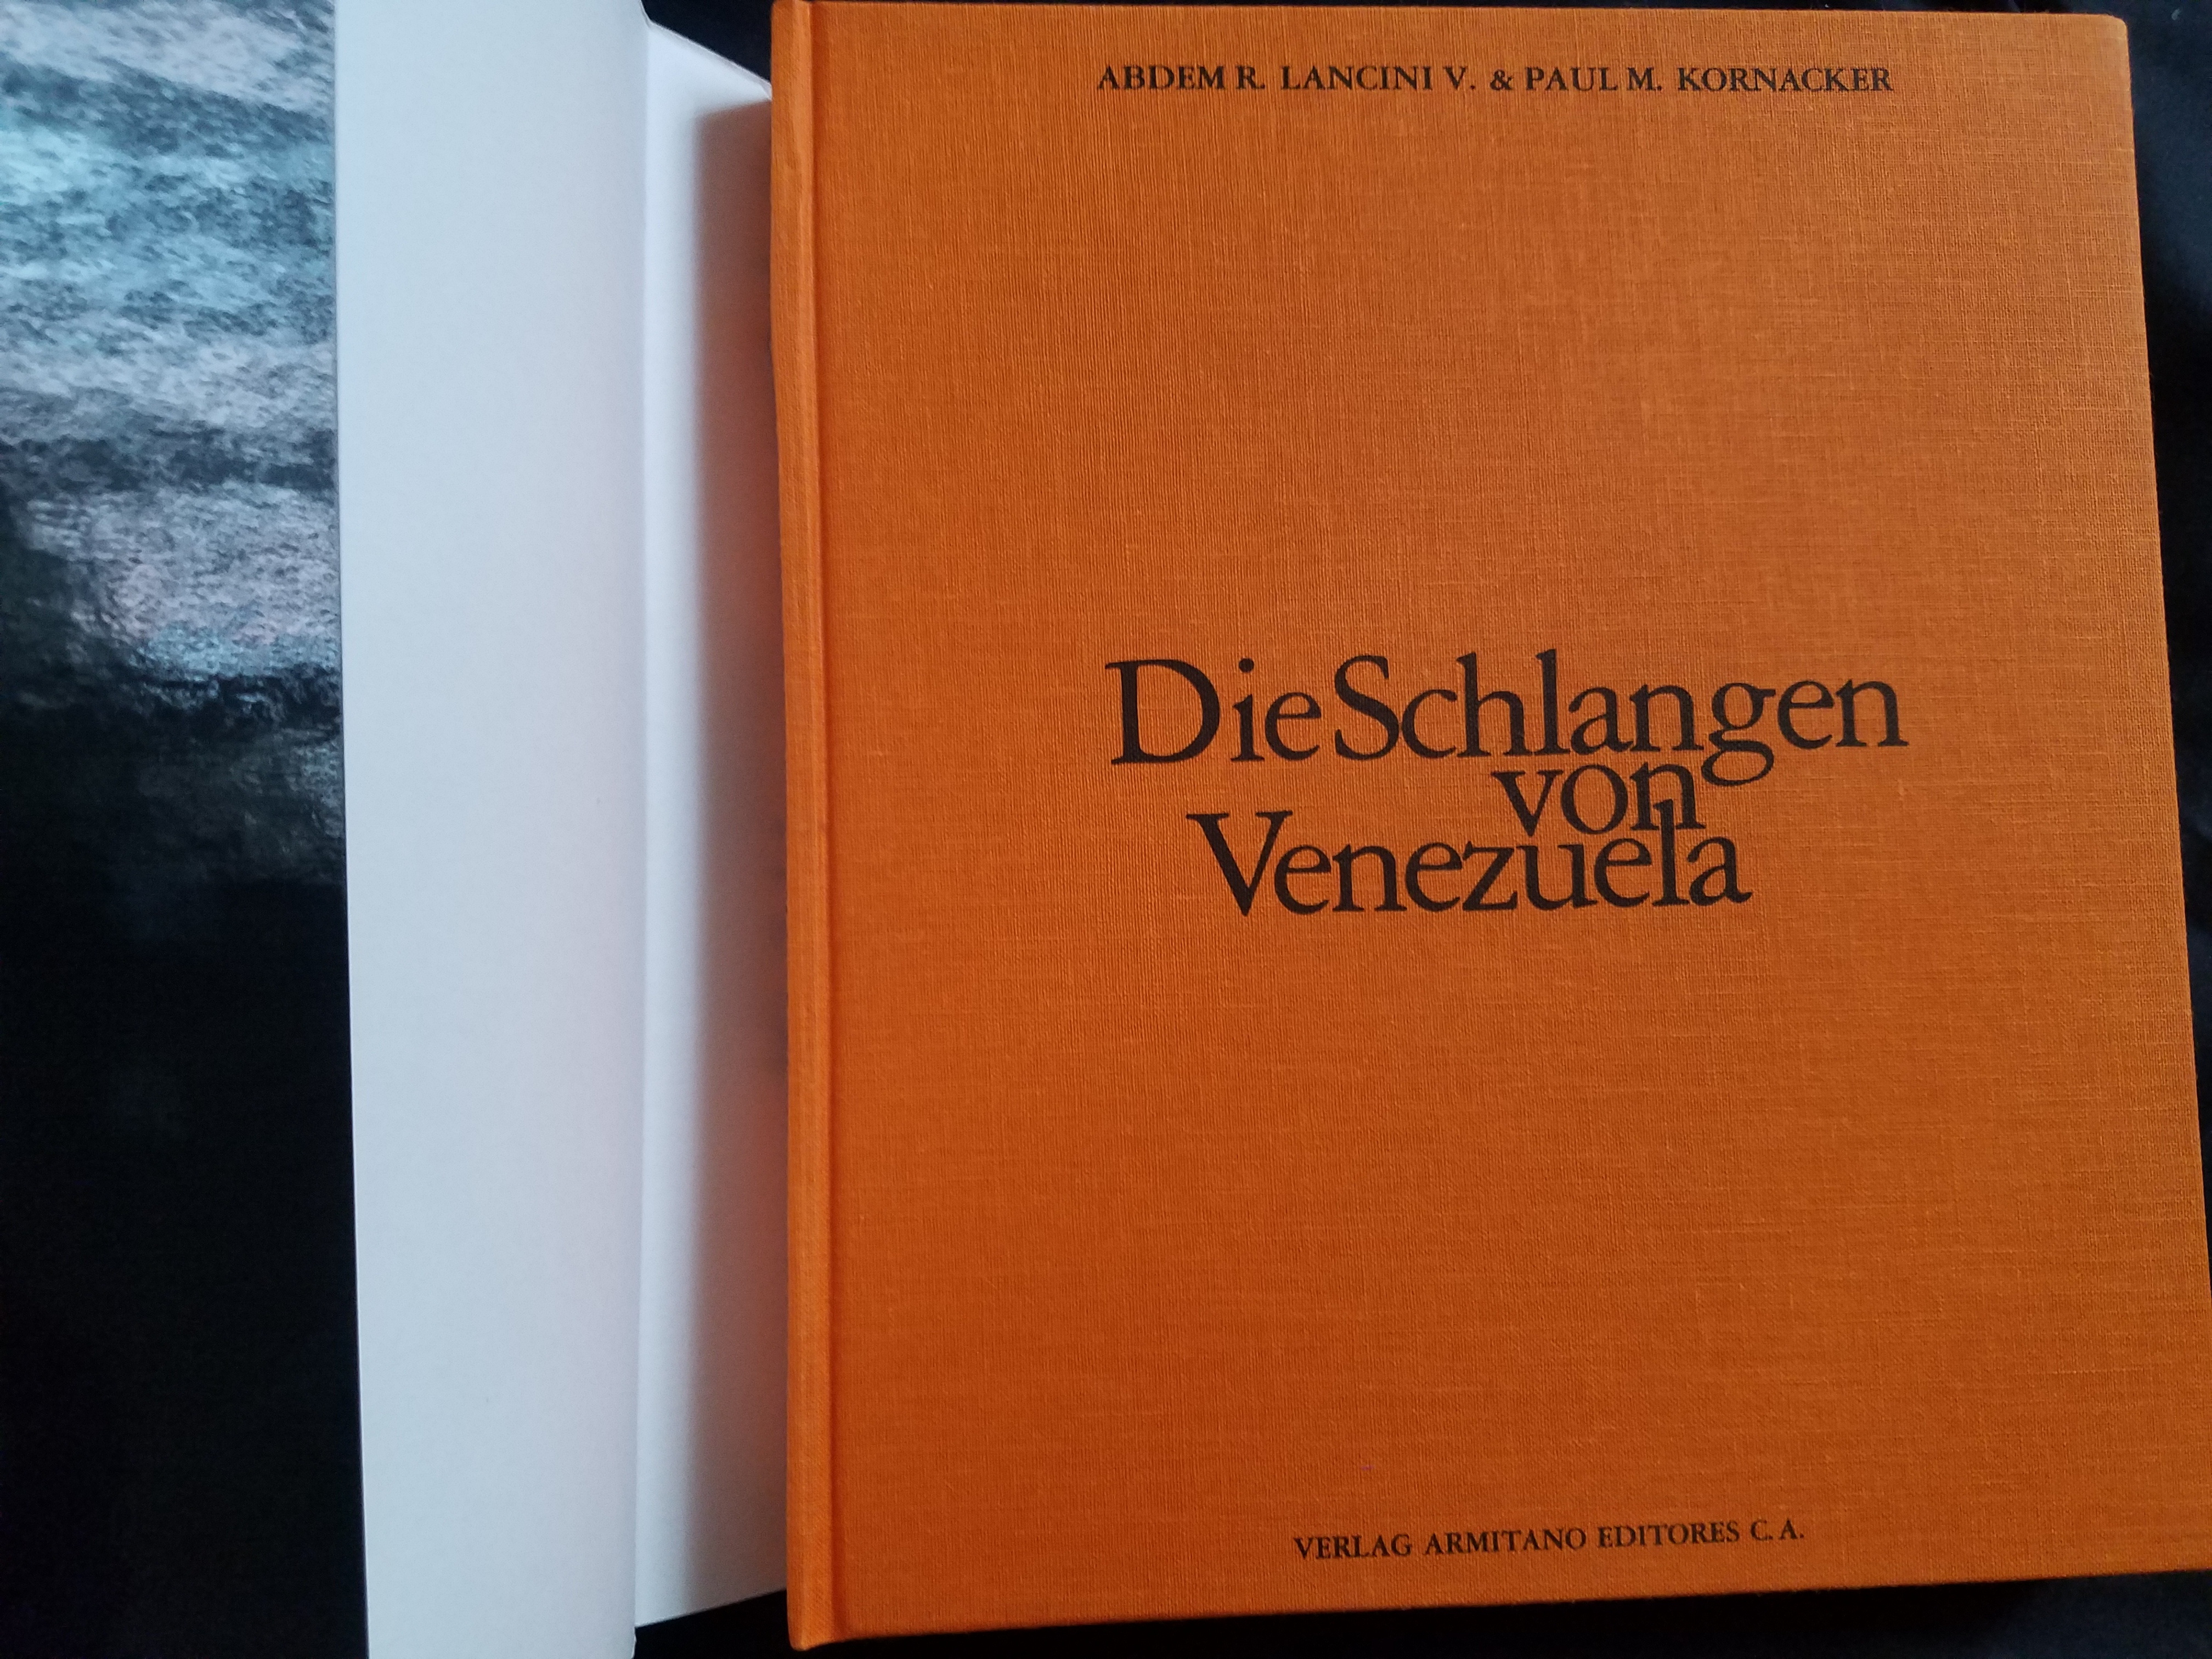 ABDEM R. LANCINI V. & PAUL M. KORNACKER
Die Schlangen
von
Venezuela
VERLAG ARMITANO EDITORES C. A.